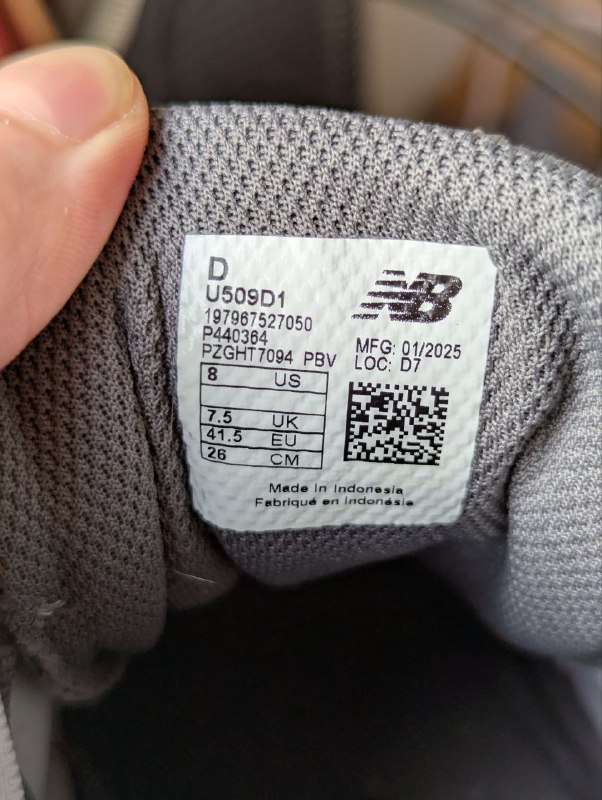 D
U509D1
197967527050
P440364
PZGHT7094 PBV
NB
MFG: 01/2025
LOC: D7
8 US
7.5 UK
41.5 EU
26 CM
Made in Indonesia
Fabriqué en Indonésie